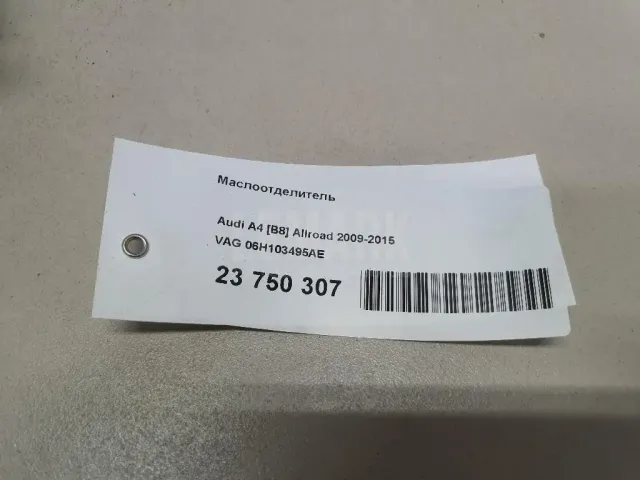 Маслоотделитель
Audi A4 [B8] Allroad 2009-2015
VAG 06H103495AE
23 750 307